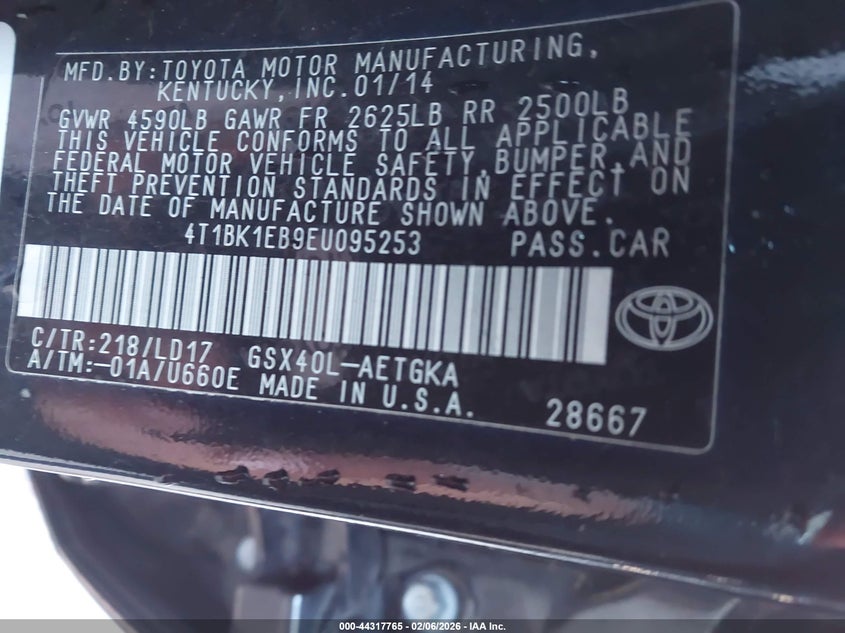 MFD.BY:TOYOTA MOTOR MANUFACTURING,
KENTUCKY,INC.01/14
GVWR 4590LB GAWR FR 2625LB RR 2500LB
THIS VEHICLE CONFORMS TO ALL APPLICABLE
FEDERAL MOTOR VEHICLE SAFETY,BUMPER,AND
THEFT PREVENTION STANDARDS IN EFFECT ON
THE DATE OF MANUFACTURE SHOWN ABOVE.
4T1BK1EB9EU095253 PASS.CAR
C/TR:218/LD17 GSX40L-AETGKA
A/TM:-01A/U660E MADE IN U.S.A.
28667
000-44317765 - 02/06/2026 - IAA Inc.